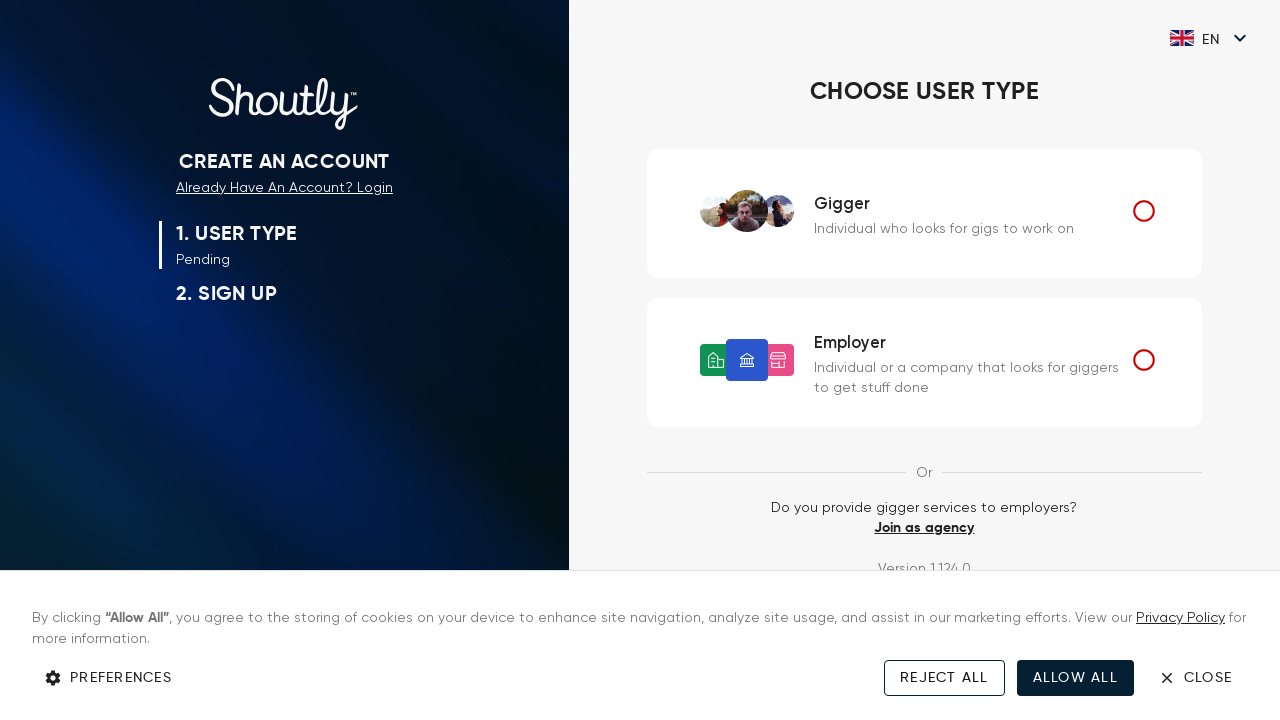 Shoutly™
CREATE AN ACCOUNT
Already Have An Account? Login
1. USER TYPE
Pending
2. SIGN UP
EN
CHOOSE USER TYPE
Gigger
Individual who looks for gigs to work on
Employer
Individual or a company that looks for giggers
to get stuff done
Or
Do you provide gigger services to employers?
Join as agency
Version 1.124.0
By clicking “Allow All”, you agree to the storing of cookies on your device to enhance site navigation, analyze site usage, and assist in our marketing efforts. View our Privacy Policy for
more information.
PREFERENCES
REJECT ALL
ALLOW ALL
CLOSE